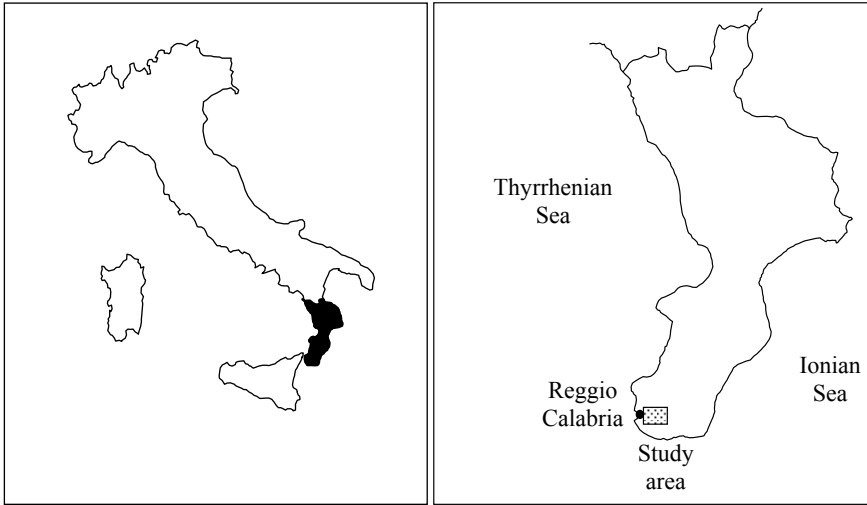 Thyrrhenian
Sea
Ionian
Sea
Reggio
Calabria
Study
area